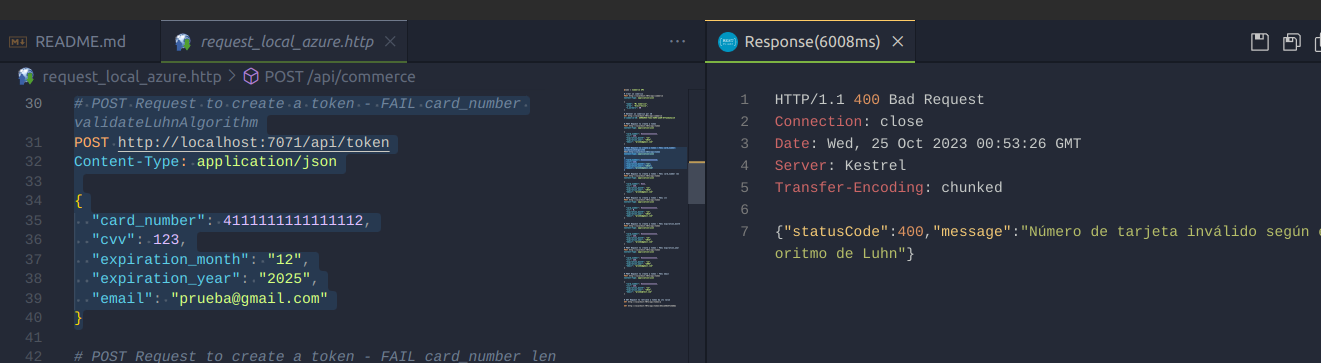 README.md
request_local_azure.http
request_local_azure.http > POST /api/commerce
30 # POST Request to create a token - FAIL card_number
validateLuhnAlgorithm
31 POST http://localhost:7071/api/token
32 Content-Type: application/json
33
34 {
35 "card_number": 4111111111111112,
36 "cvv": 123,
37 "expiration_month": "12",
38 "expiration_year": "2025",
39 "email": "prueba@gmail.com"
40 }
41
42 # POST Request to create a token - FAIL card_number len
Response(6008ms)
1 HTTP/1.1 400 Bad Request
2 Connection: close
3 Date: Wed, 25 Oct 2023 00:53:26 GMT
4 Server: Kestrel
5 Transfer-Encoding: chunked
6
7 {"statusCode":400,"message":"Número de tarjeta inválido según
oritmo de Luhn"}